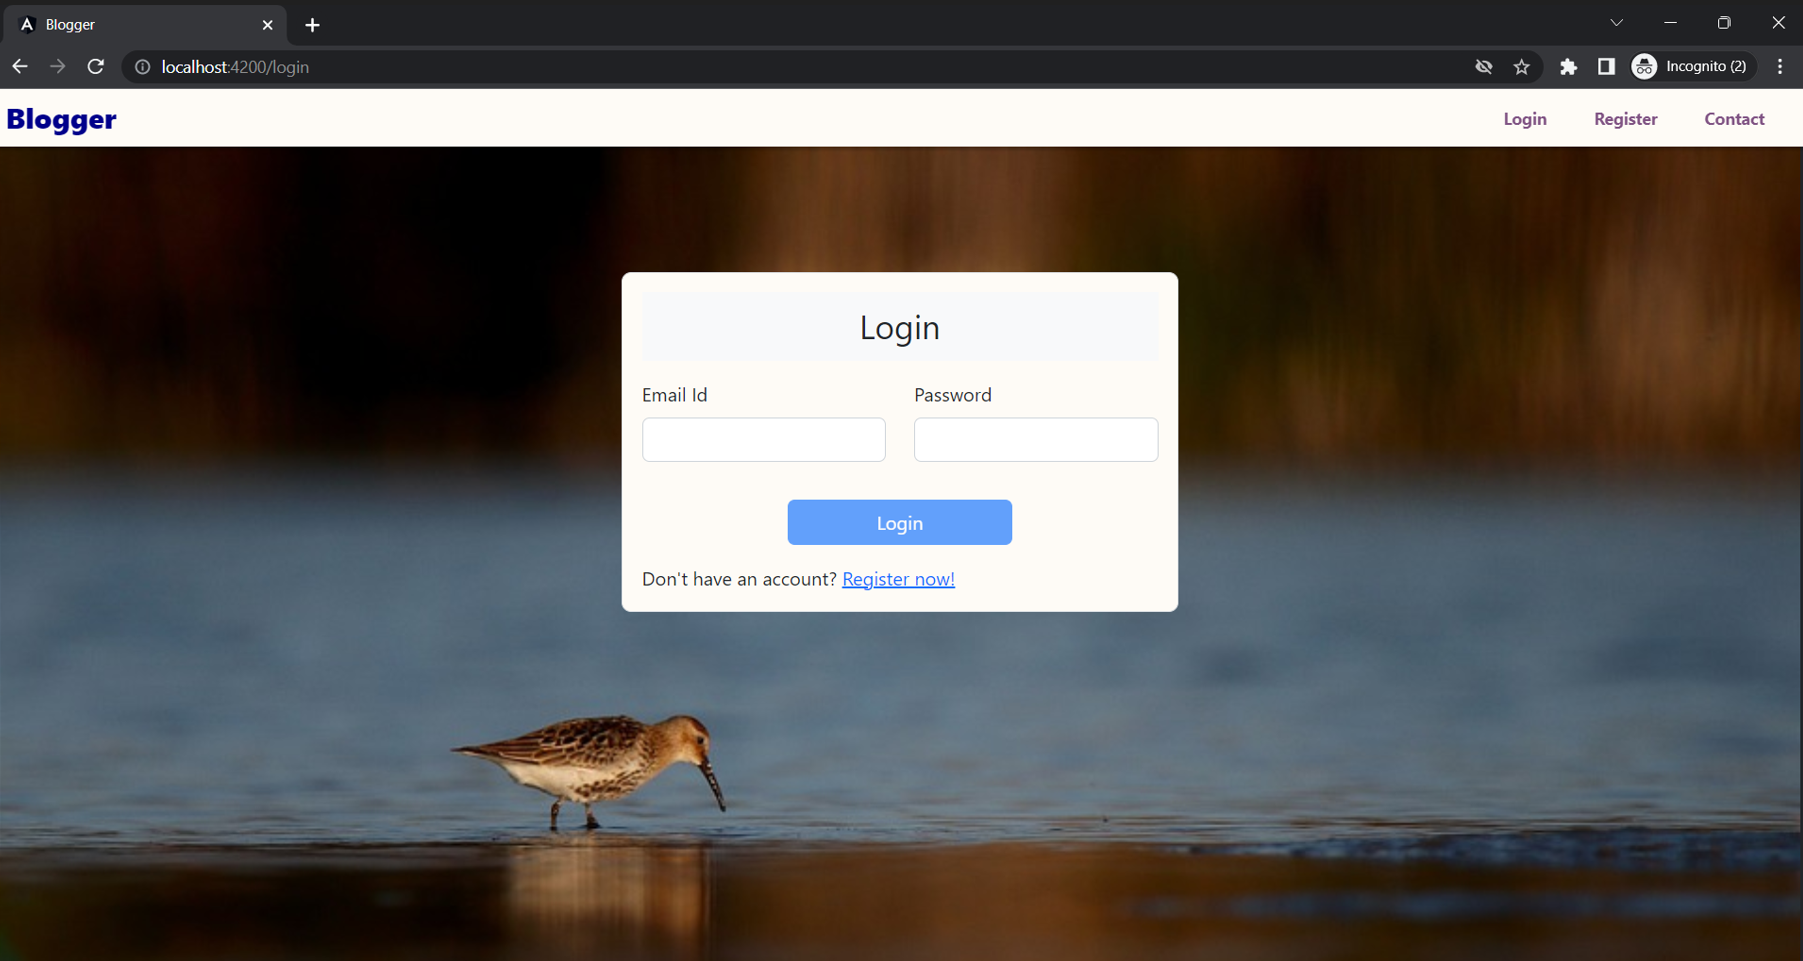 Blogger
localhost:4200/login
Incognito (2)
Blogger
Login
Register
Contact
Login
Email Id
Password
Login
Don't have an account? Register now!